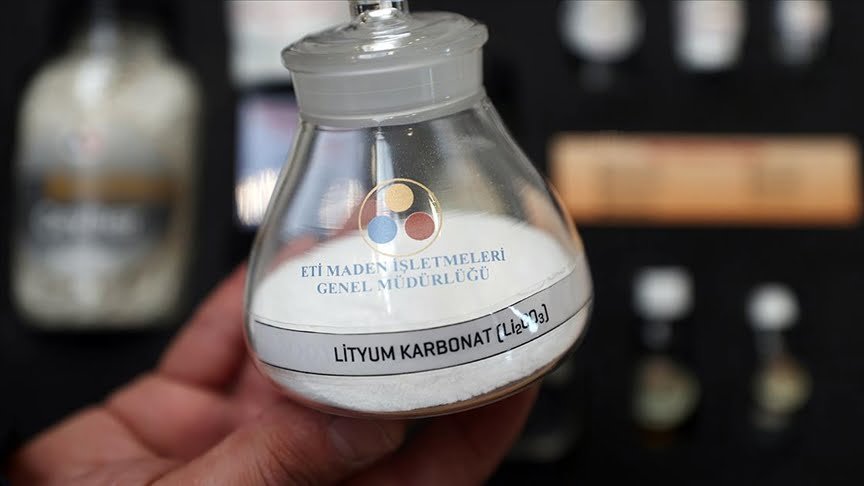 ETİ MADEN İŞLETMELERİ
GENEL MÜDÜRLÜĞÜ
LİTYUM KARBONAT (Li₂CO₃)